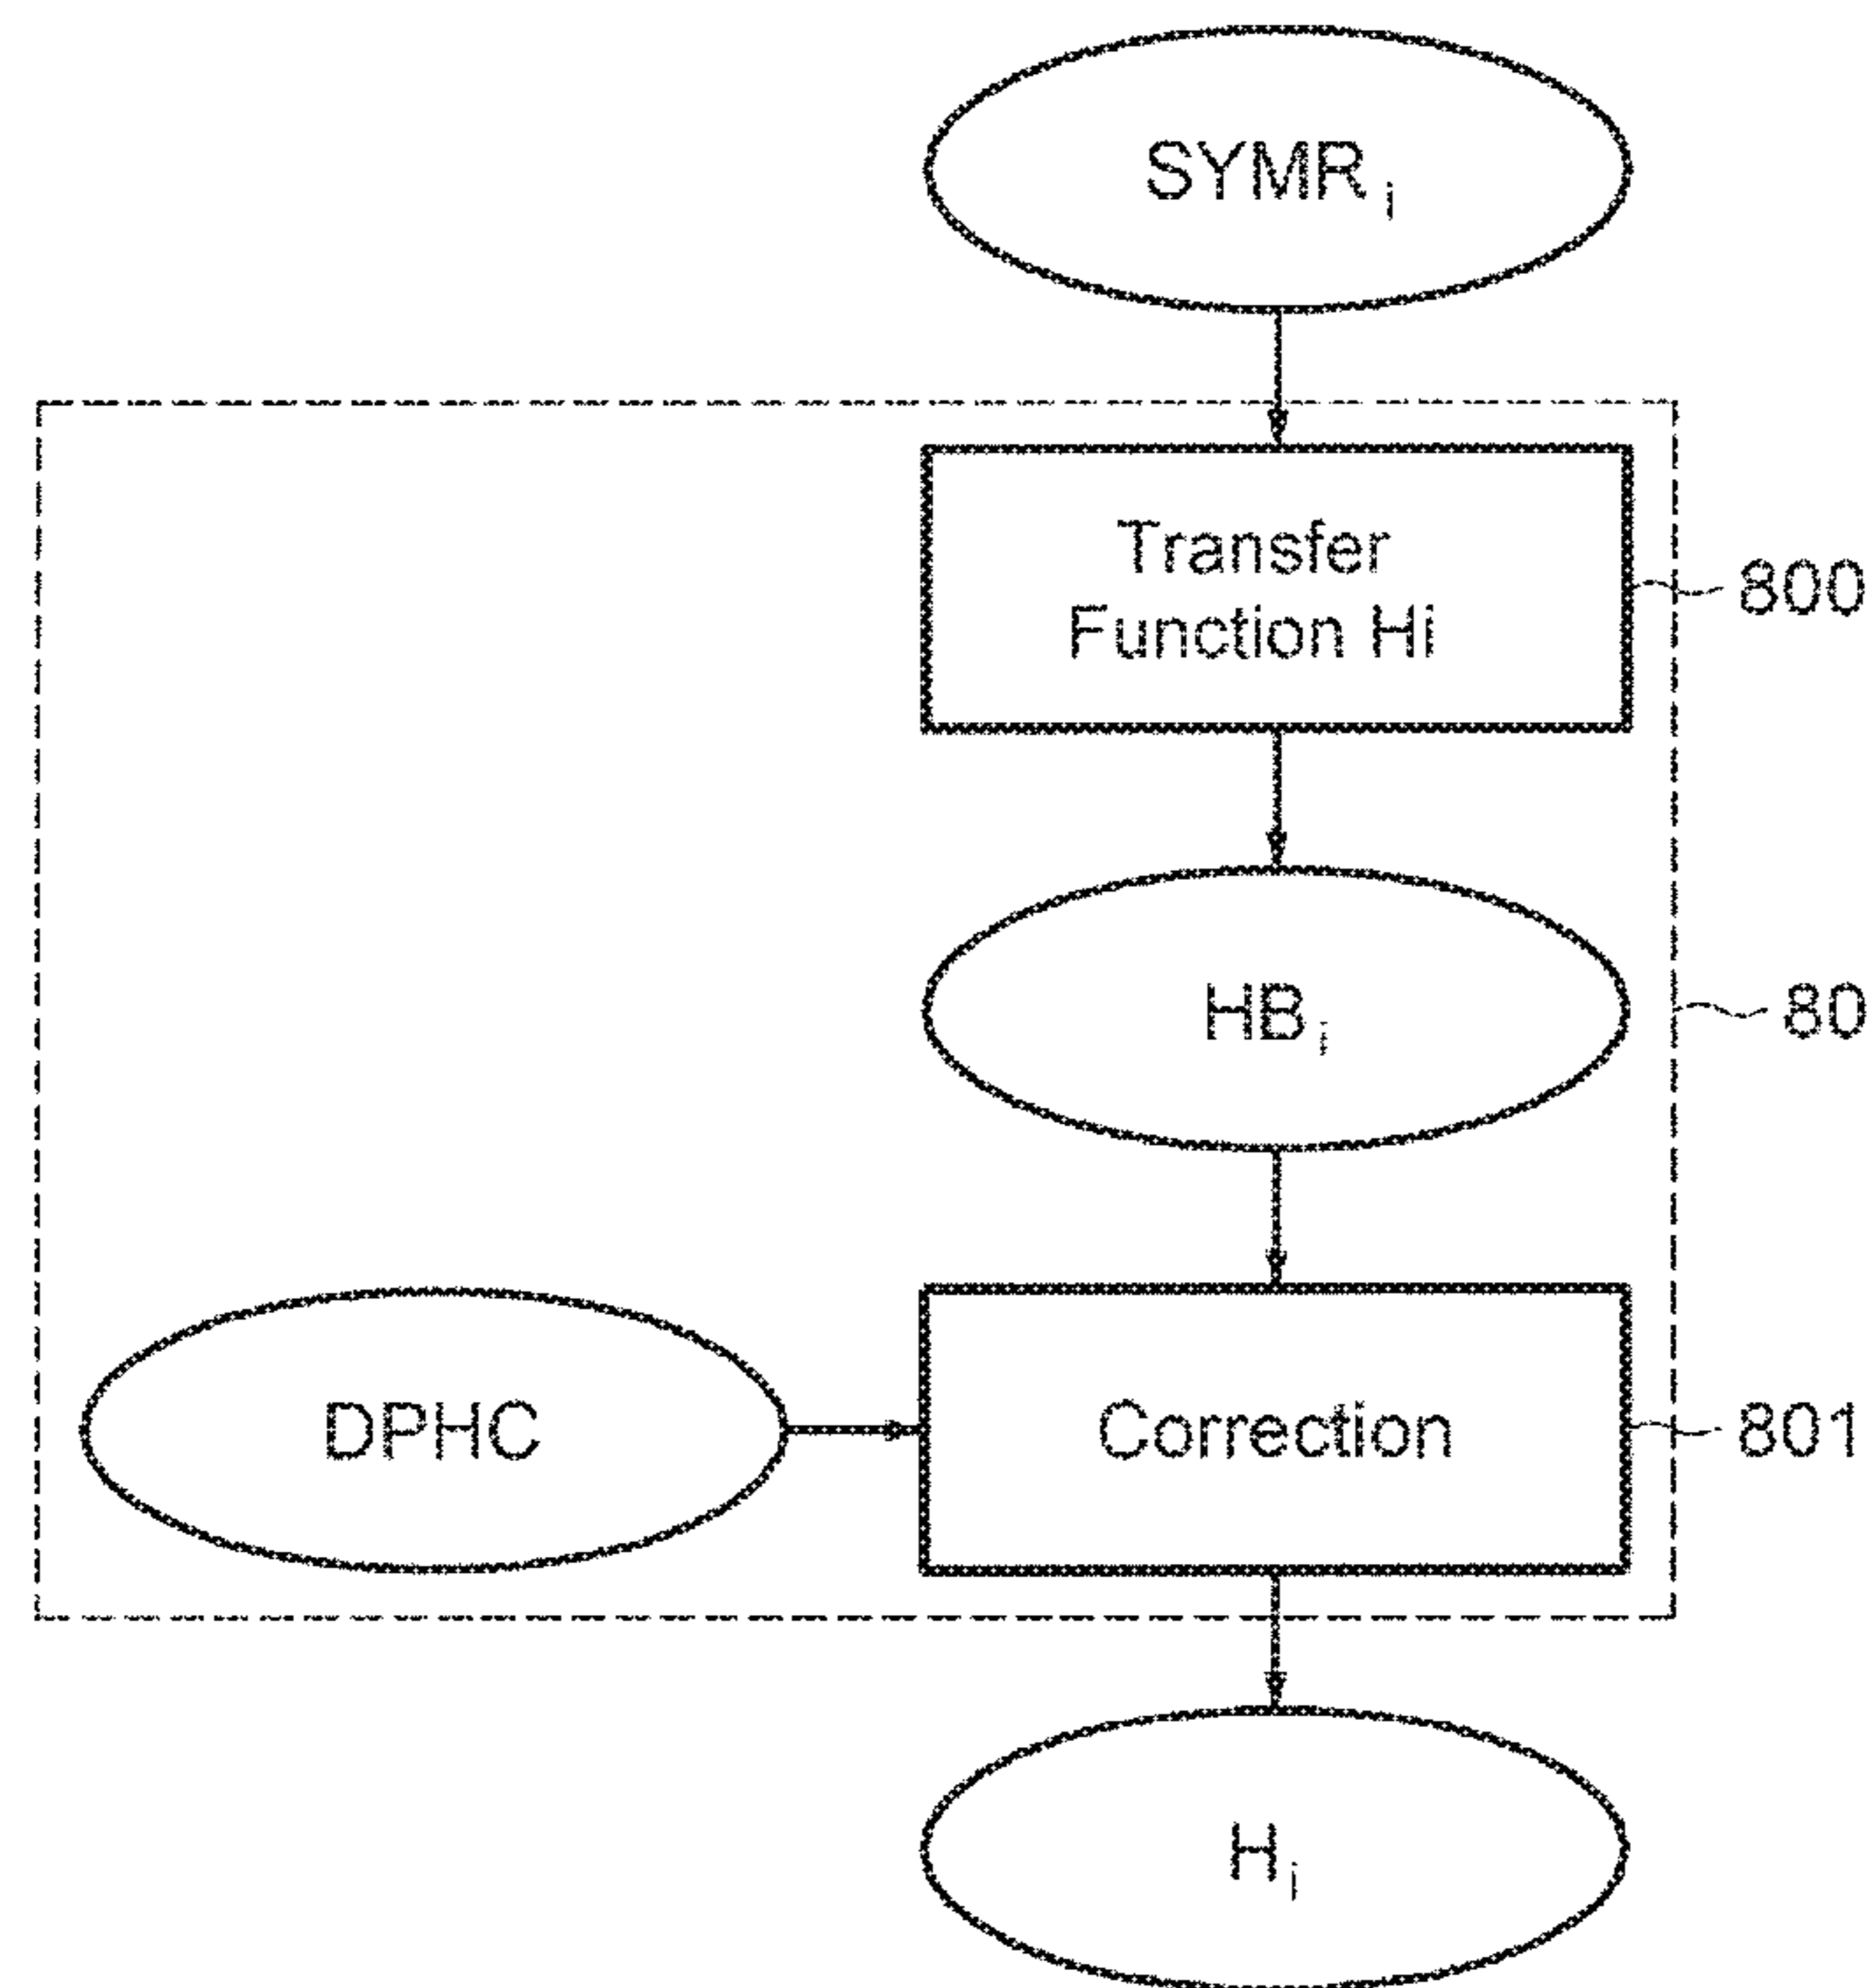 SYMR i
Transfer
Function Hi
800
HB i
80
DPHC
Correction
801
H i